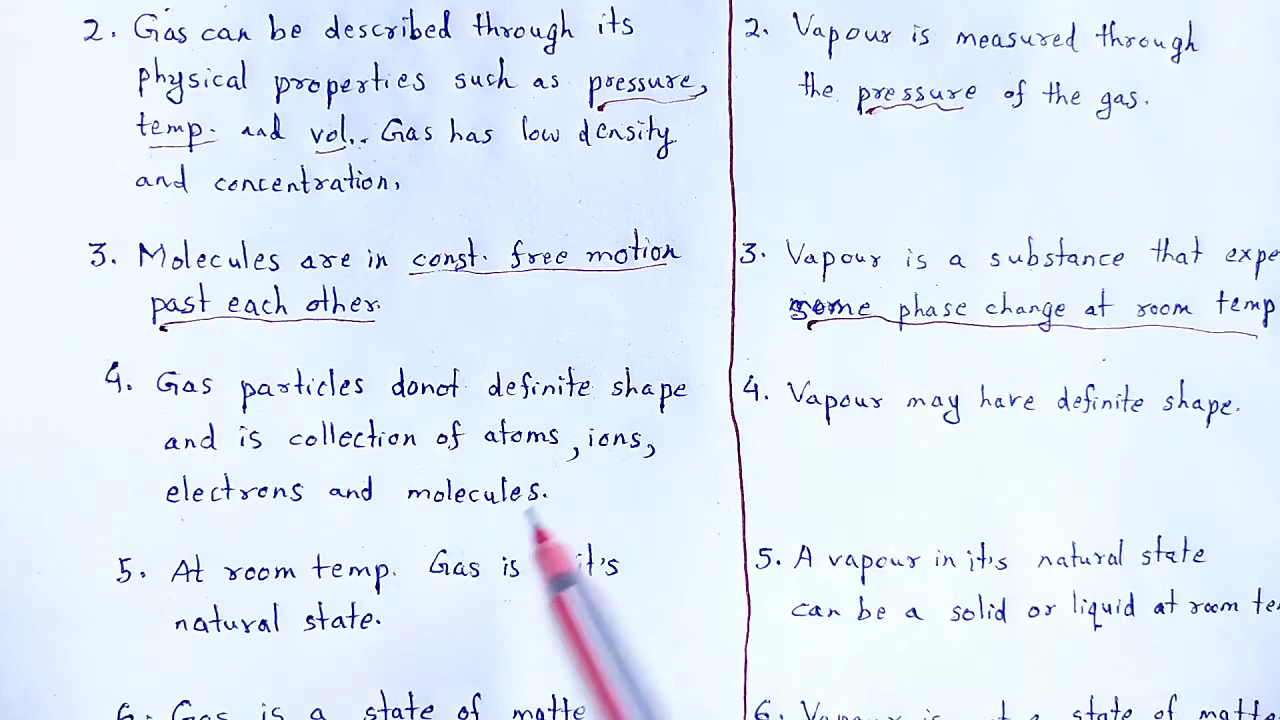 2. Gas can be described through its
physical properties such as pressure,
temp. and vol.. Gas has low density
and concentration,
3. Molecules are in const. free motion
past each other.
4. Gas particles donot definite shape
and is collection of atoms, ions,
electrons and molecules.
5. At room temp. Gas is it's
natural state.
6. Gas is a state of matte
2. Vapour is measured through
the pressure of the gas.
3. Vapour is a substance that expe
some phase change at room temp
4. Vapour may have definite shape.
5. A vapour in it's natural state
can be a solid or liquid at room te
6. Vapour is a state of matte